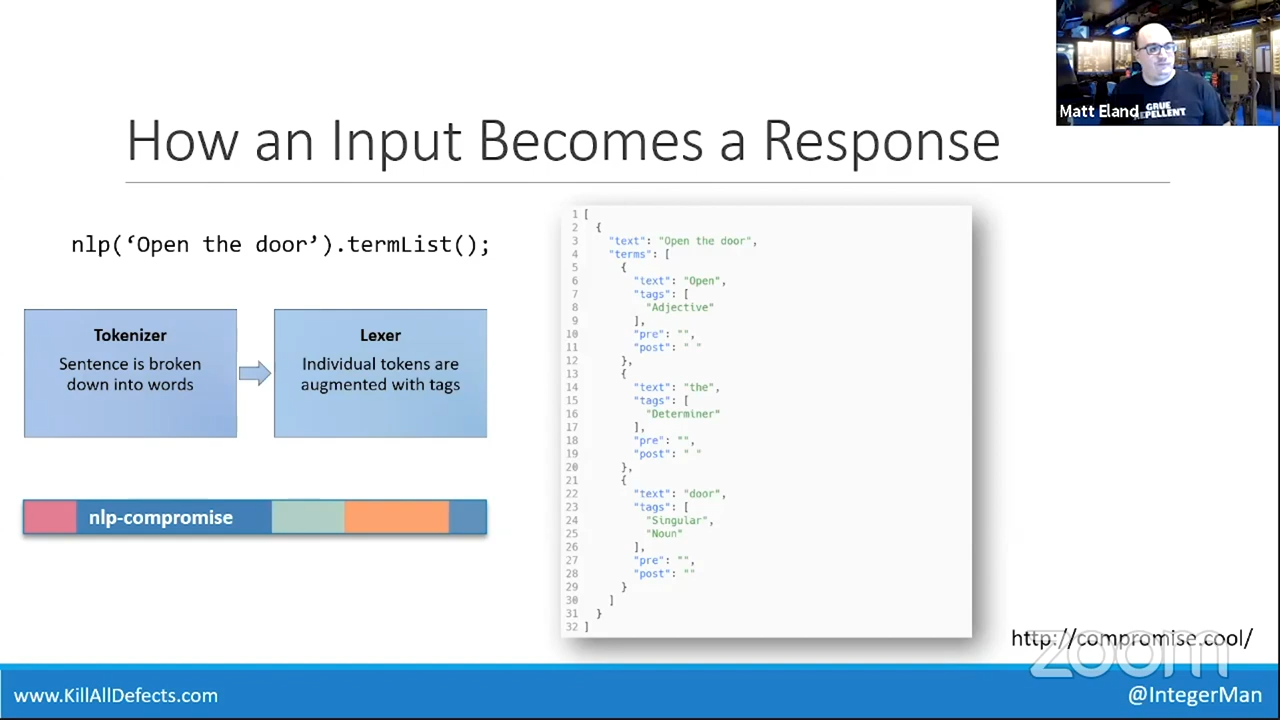 Matt Eland
GRUE
REPELLENT
How an Input Becomes a Response
nlp(‘Open the door’).termList();
Tokenizer
Sentence is broken
down into words
Lexer
Individual tokens are
augmented with tags
nlp-compromise
1 [
2 {
3 "text": "Open the door",
4 "terms": [
5 {
6 "text": "Open",
7 "tags": [
8 "Adjective"
9 ],
10 "pre": "",
11 "post": " "
12 },
13 {
14 "text": "the",
15 "tags": [
16 "Determiner"
17 ],
18 "pre": "",
19 "post": " "
20 },
21 {
22 "text": "door",
23 "tags": [
24 "Singular",
25 "Noun"
26 ],
27 "pre": "",
28 "post": ""
29 }
30 ]
31 }
32 ]
http://compromise.cool/
zoom
www.KillAllDefects.com
@IntegerMan